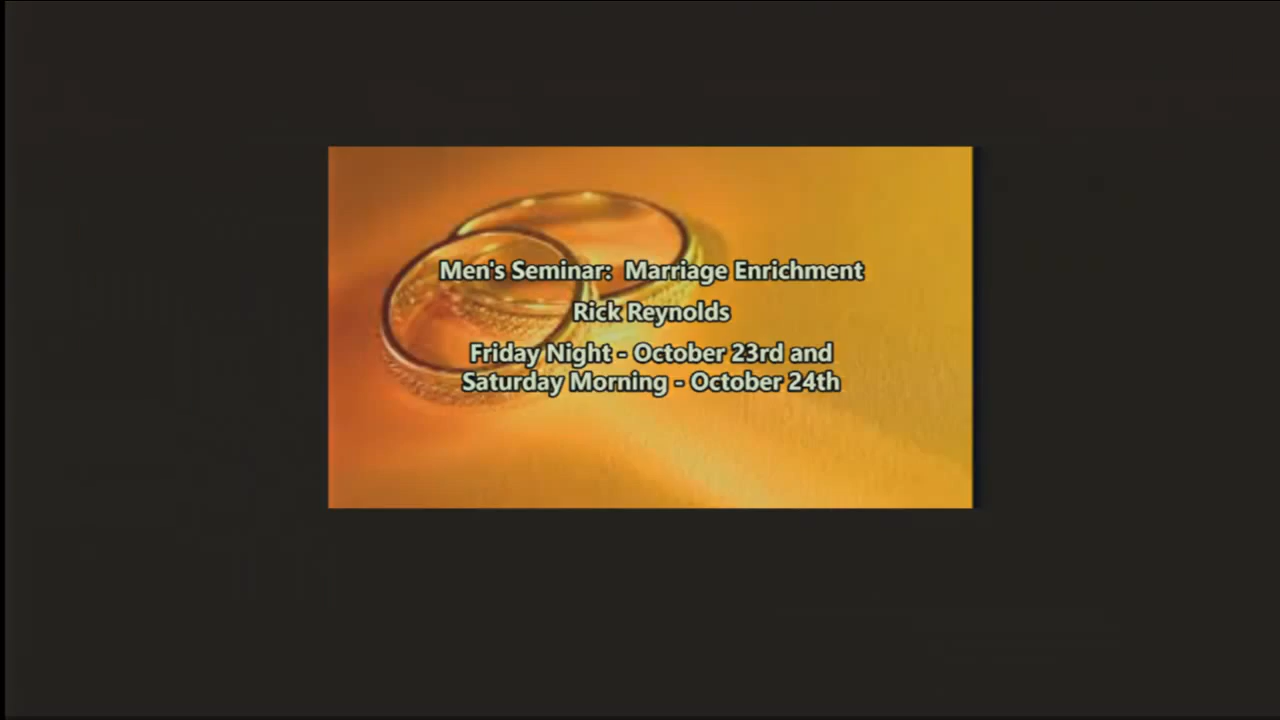 Men's Seminar:  Marriage Enrichment
Rick Reynolds
Friday Night - October 23rd and
Saturday Morning - October 24th